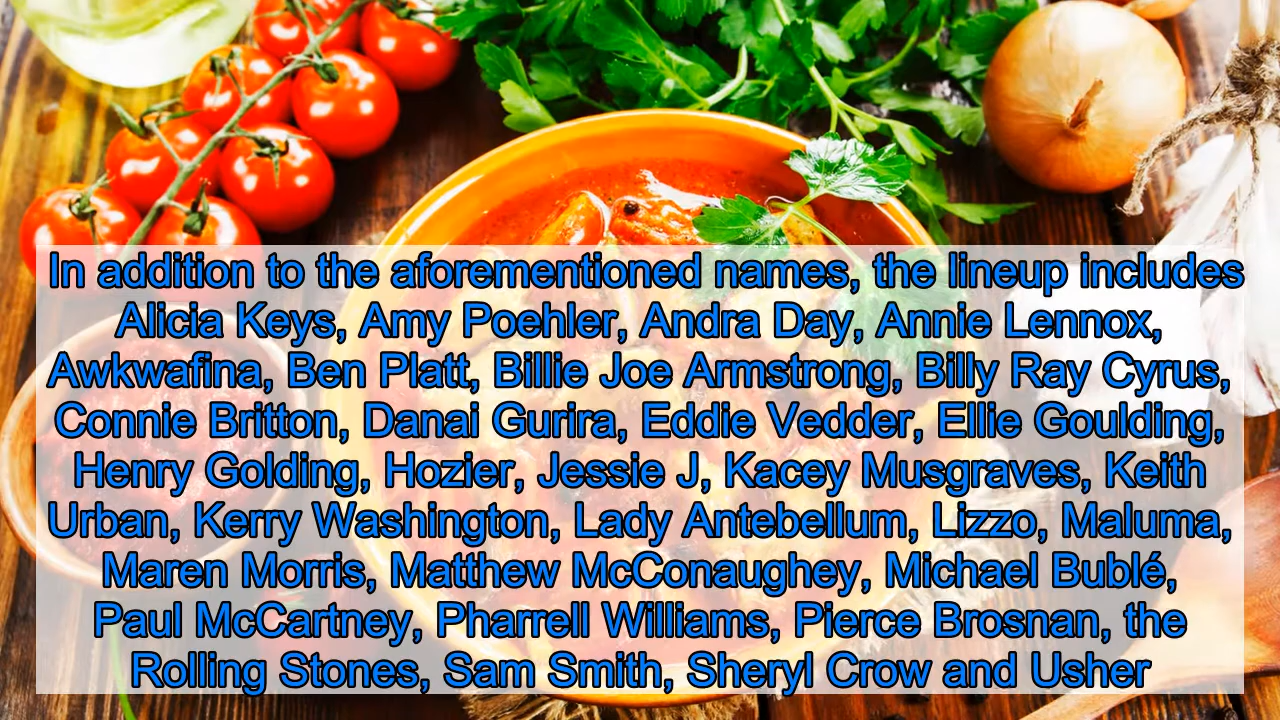 In addition to the aforementioned names, the lineup includes
Alicia Keys, Amy Poehler, Andra Day, Annie Lennox,
Awkwafina, Ben Platt, Billie Joe Armstrong, Billy Ray Cyrus,
Connie Britton, Danai Gurira, Eddie Vedder, Ellie Goulding,
Henry Golding, Hozier, Jessie J, Kacey Musgraves, Keith
Urban, Kerry Washington, Lady Antebellum, Lizzo, Maluma,
Maren Morris, Matthew McConaughey, Michael Bublé,
Paul McCartney, Pharrell Williams, Pierce Brosnan, the
Rolling Stones, Sam Smith, Sheryl Crow and Usher